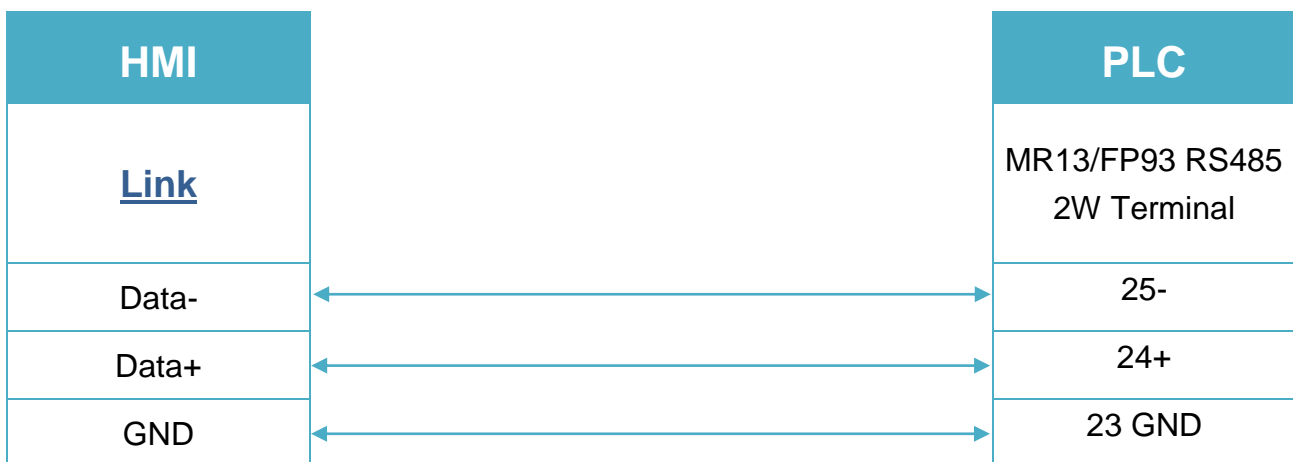 HMI
PLC
Link
MR13/FP93 RS485
2W Terminal
Data-
25-
Data+
24+
GND
23 GND